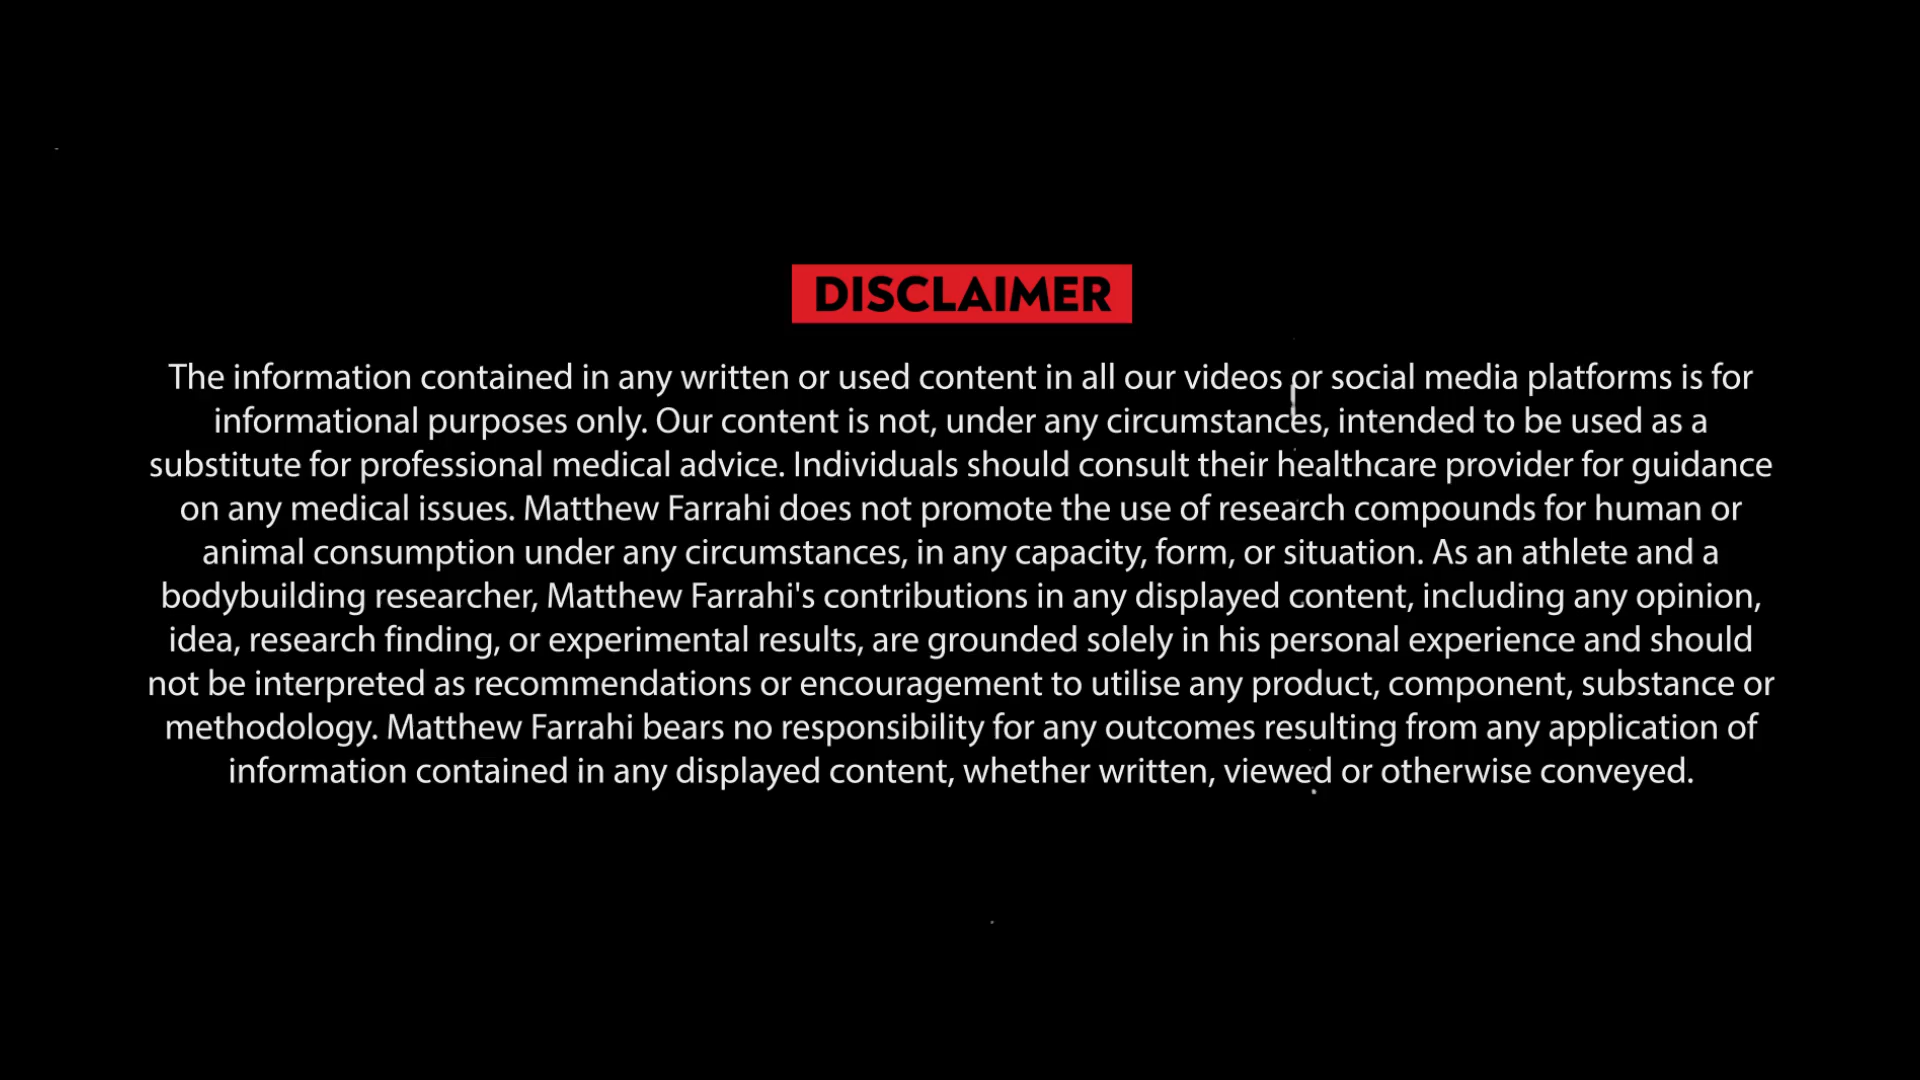 DISCLAIMER
The information contained in any written or used content in all our videos or social media platforms is for
informational purposes only. Our content is not, under any circumstances, intended to be used as a
substitute for professional medical advice. Individuals should consult their healthcare provider for guidance
on any medical issues. Matthew Farrahi does not promote the use of research compounds for human or
animal consumption under any circumstances, in any capacity, form, or situation. As an athlete and a
bodybuilding researcher, Matthew Farrahi's contributions in any displayed content, including any opinion,
idea, research finding, or experimental results, are grounded solely in his personal experience and should
not be interpreted as recommendations or encouragement to utilise any product, component, substance or
methodology. Matthew Farrahi bears no responsibility for any outcomes resulting from any application of
information contained in any displayed content, whether written, viewed or otherwise conveyed.